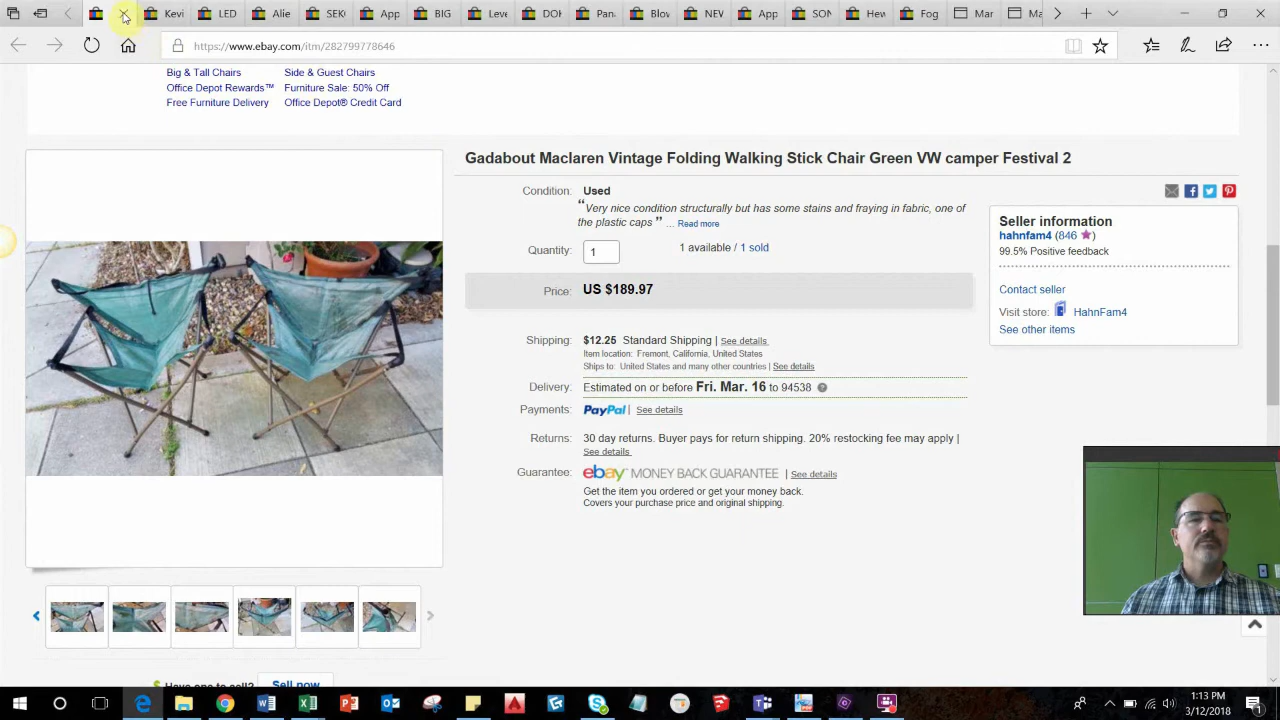 Kevi LED Alie SEK App BIG Leve Pan Blov NEV App SON Hew Fog Mar Ma
https://www.ebay.com/itm/282799778646
Big & Tall Chairs Side & Guest Chairs
Office Depot Rewards™ Furniture Sale: 50% Off
Free Furniture Delivery Office Depot® Credit Card
Gadabout Maclaren Vintage Folding Walking Stick Chair Green VW camper Festival 2
Condition: Used
“Very nice condition structurally but has some stains and fraying in fabric, one of
the plastic caps ” ... Read more
Quantity: 1 1 available / 1 sold
Price: US $189.97
Shipping: $12.25 Standard Shipping | See details
Item location: Fremont, California, United States
Ships to: United States and many other countries | See details
Delivery: Estimated on or before Fri. Mar. 16 to 94538
Payments: PayPal | See details
Returns: 30 day returns. Buyer pays for return shipping. 20% restocking fee may apply |
See details
Guarantee: ebay MONEY BACK GUARANTEE | See details
Get the item you ordered or get your money back.
Covers your purchase price and original shipping.
Seller information
hahnfam4 (846)
99.5% Positive feedback
Contact seller
Visit store: HahnFam4
See other items
Have one to sell? Sell now
1:13 PM
3/12/2018